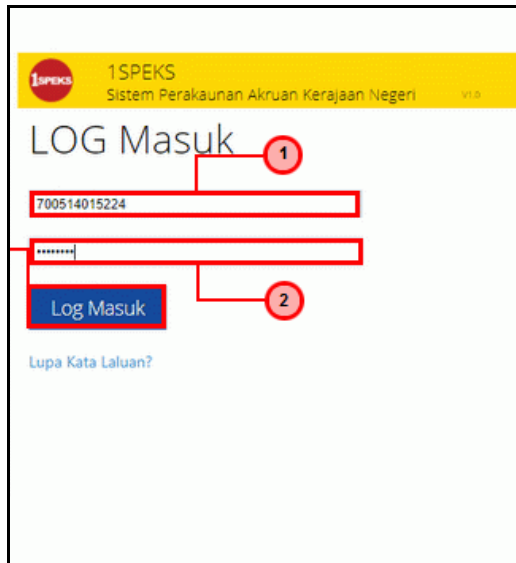 1SPEKS
1SPEKS
Sistem Perakaunan Akruan Kerajaan Negeri
v1.0.
LOG Masuk
1
700514015224
••••••••
2
Log Masuk
Lupa Kata Laluan?